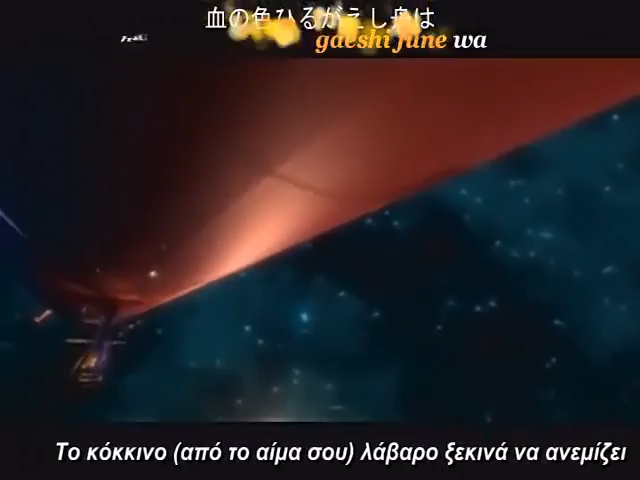 血の色ひるがえし舟は
gaeshi fune wa
Το κόκκινο (από το αίμα σου) λάβαρο ξεκινά να ανεμίζει